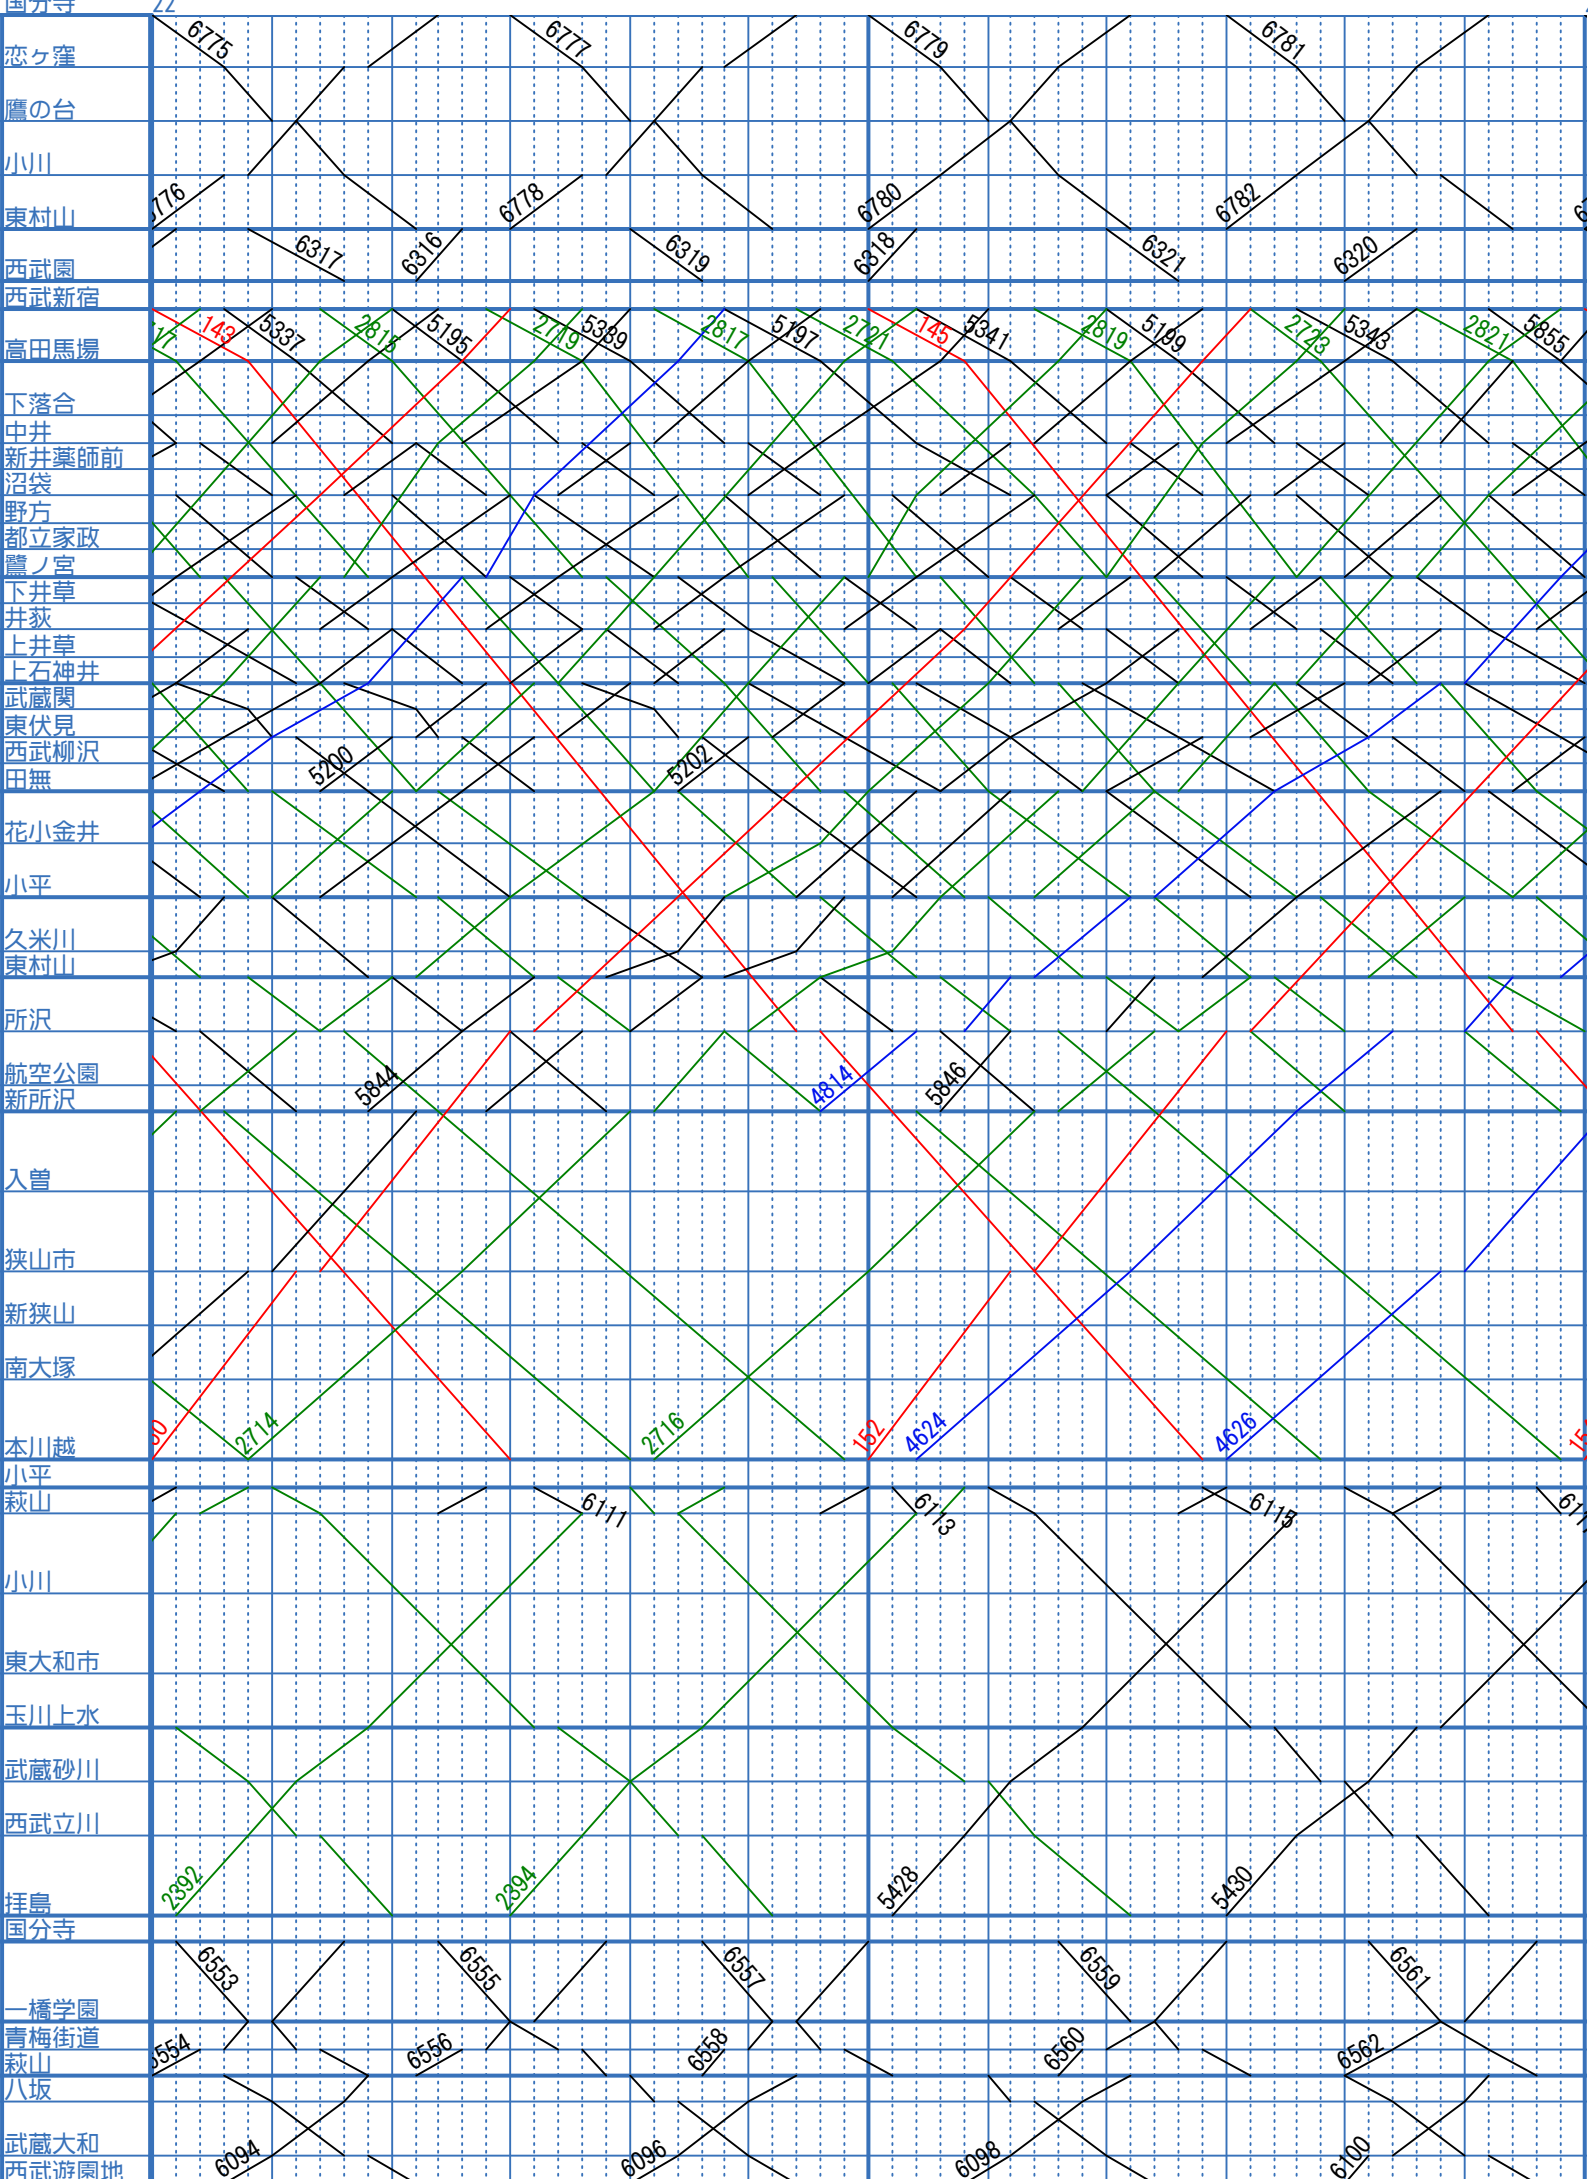 国分寺 22
恋ヶ窪 6775 6777 6779 6781
鷹の台
小川
東村山 6778 6780 6782
西武園 6317 6316 6319 6318 6321 6320
西武新宿
高田馬場 143 5337 2815 5195 2719 5339 2817 5197 2721 145 5341 2819 5199 2723 5343 2821 5855
下落合
中井
新井薬師前
沼袋
野方
都立家政
鷺ノ宮
下井草
井荻
上井草
上石神井
武蔵関
東伏見
西武柳沢
田無 5200 5202
花小金井
小平
久米川
東村山
所沢
航空公園
新所沢 5844 4814 5846
入曽
狭山市
新狭山
南大塚
本川越 2714 2716 152 4624 4626
小平
萩山 6111 6113 6115
小川
東大和市
玉川上水
武蔵砂川
西武立川
拝島 2392 2394 5428 5430
国分寺
一橋学園 6553 6555 6557 6559 6561
青梅街道
萩山 6556 6558 6560 6562
八坂
武蔵大和
西武遊園地 6094 6096 6098 6100